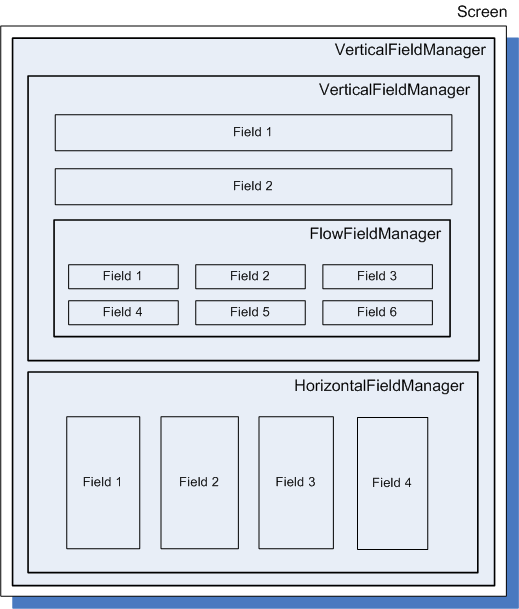 Screen
VerticalFieldManager
VerticalFieldManager
Field 1
Field 2
FlowFieldManager
Field 1 Field 2 Field 3
Field 4 Field 5 Field 6
HorizontalFieldManager
Field 1 Field 2 Field 3 Field 4